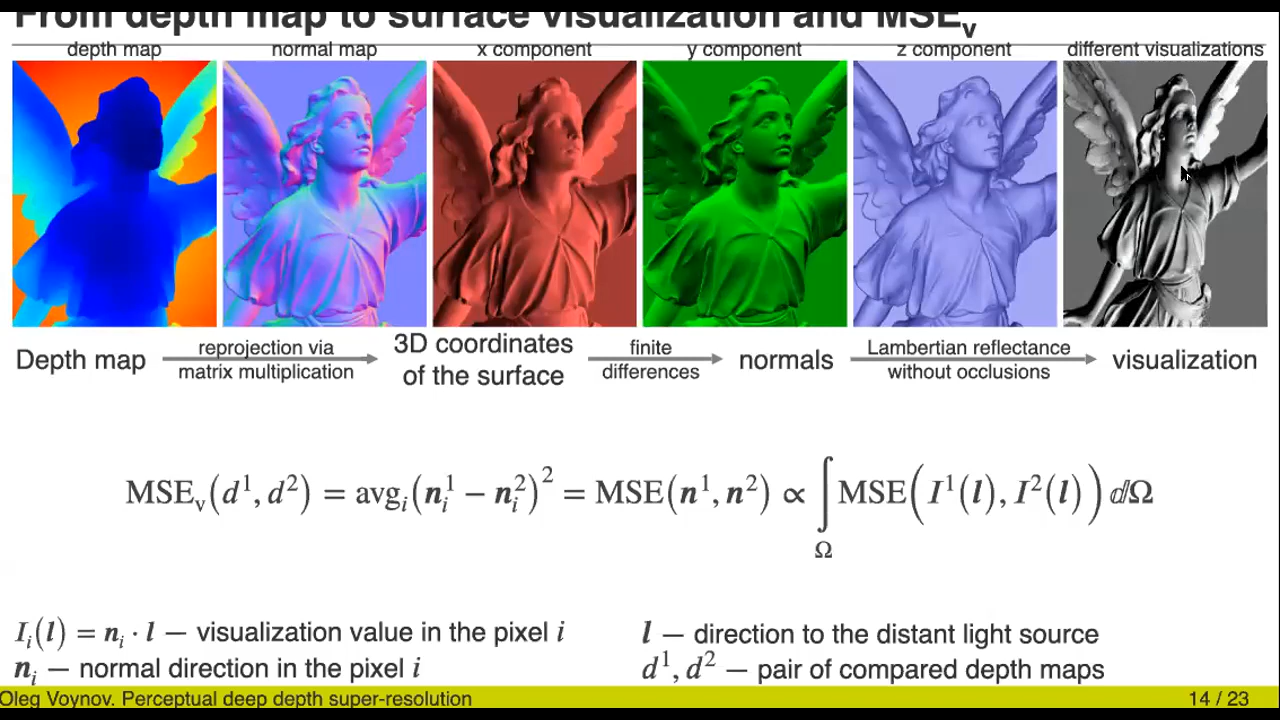 From depth map to surface visualization and MSEᵥ
depth map normal map x component y component z component different visualizations
Depth map reprojection via matrix multiplication 3D coordinates of the surface finite differences normals Lambertian reflectance without occlusions visualization
MSEᵥ(d¹, d²) = avgᵢ(nᵢ¹ − nᵢ²)² = MSE(n¹, n²) ∝ ∫_Ω MSE(I¹(l), I²(l)) dΩ
Iᵢ(l) = nᵢ · l — visualization value in the pixel i
l — direction to the distant light source
nᵢ — normal direction in the pixel i
d¹, d² — pair of compared depth maps
Oleg Voynov. Perceptual deep depth super-resolution 14 / 23